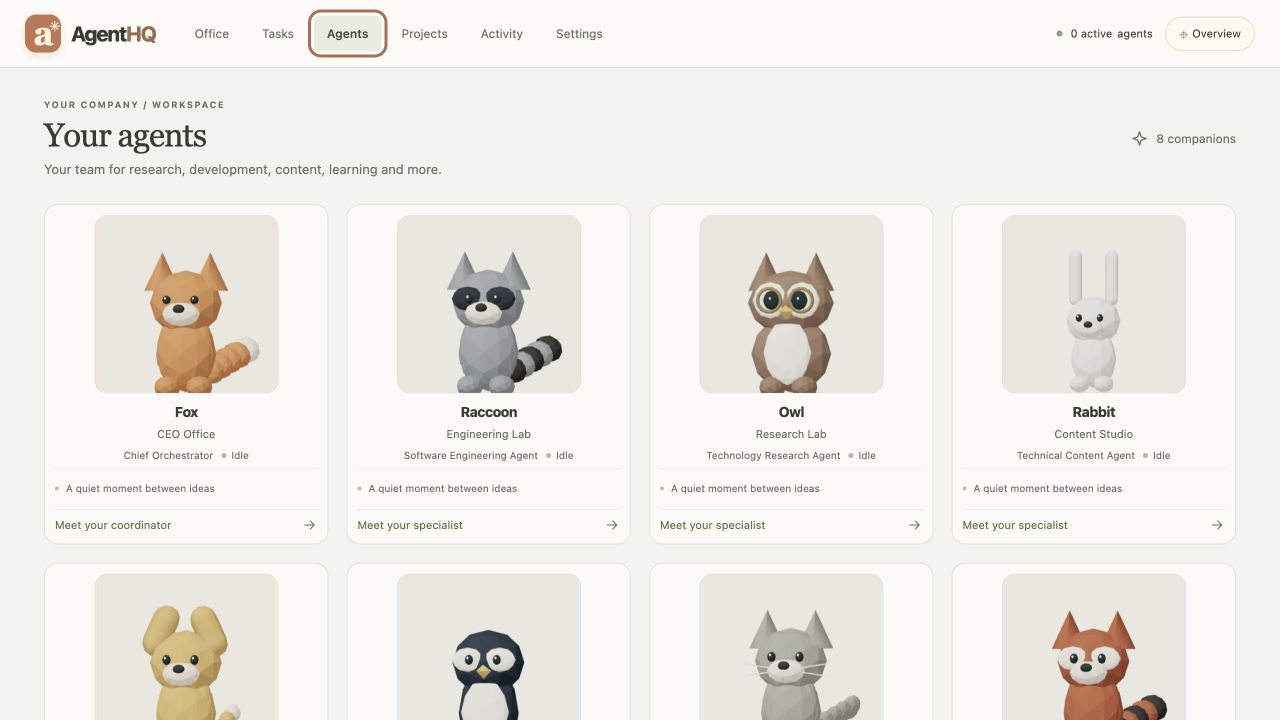 a* AgentHQ
Office Tasks Agents Projects Activity Settings
0 active agents
Overview
YOUR COMPANY / WORKSPACE
Your agents
8 companions
Your team for research, development, content, learning and more.
Fox
CEO Office
Chief Orchestrator Idle
A quiet moment between ideas
Meet your coordinator →
Raccoon
Engineering Lab
Software Engineering Agent Idle
A quiet moment between ideas
Meet your specialist →
Owl
Research Lab
Technology Research Agent Idle
A quiet moment between ideas
Meet your specialist →
Rabbit
Content Studio
Technical Content Agent Idle
A quiet moment between ideas
Meet your specialist →